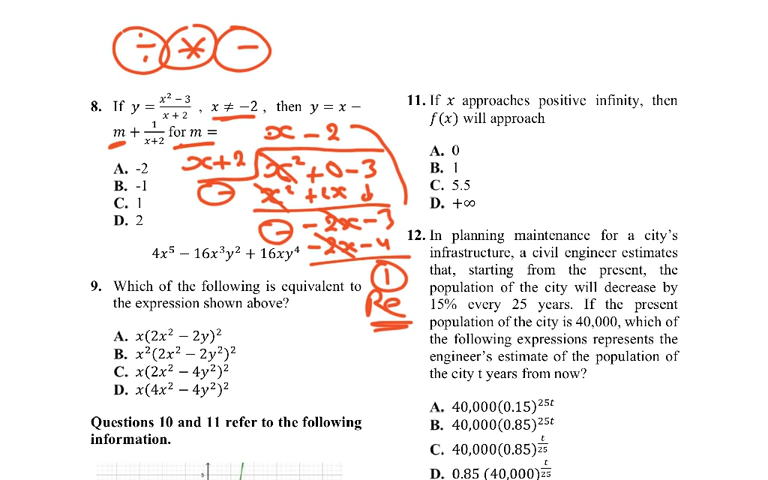 ÷ * −
8. If y = (x² − 3)/(x + 2) , x ≠ −2 , then y = x −
m + 1/(x+2) for m =
A. -2
B. -1
C. 1
D. 2
x − 2
x+2 x² + 0 − 3
− x² + 2x ↓
− − 2x − 3
− 2x − 4
1
Re
4x⁵ − 16x³y² + 16xy⁴
9. Which of the following is equivalent to
the expression shown above?
A. x(2x² − 2y)²
B. x²(2x² − 2y²)²
C. x(2x² − 4y²)²
D. x(4x² − 4y²)²
Questions 10 and 11 refer to the following
information.
5
11. If x approaches positive infinity, then
f(x) will approach
A. 0
B. 1
C. 5.5
D. +∞
12. In planning maintenance for a city's
infrastructure, a civil engineer estimates
that, starting from the present, the
population of the city will decrease by
15% every 25 years. If the present
population of the city is 40,000, which of
the following expressions represents the
engineer's estimate of the population of
the city t years from now?
A. 40,000(0.15)^25t
B. 40,000(0.85)^25t
C. 40,000(0.85)^(t/25)
D. 0.85 (40,000)^(t/25)